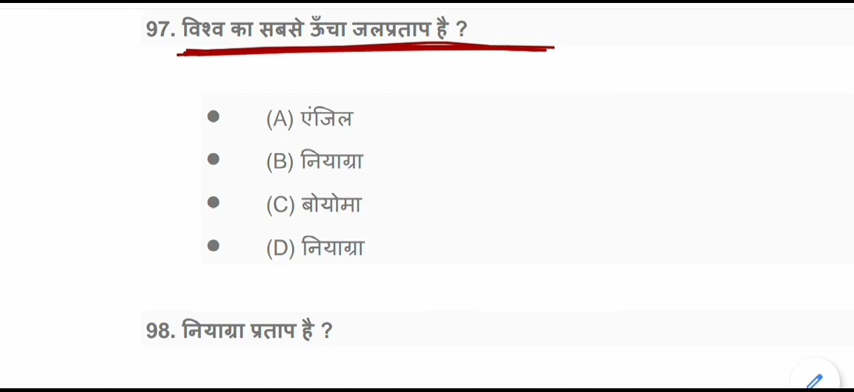 97. विश्व का सबसे ऊँचा जलप्रताप है ?
(A) एंजिल
(B) नियाग्रा
(C) बोयोमा
(D) नियाग्रा
98. नियाग्रा प्रताप है ?